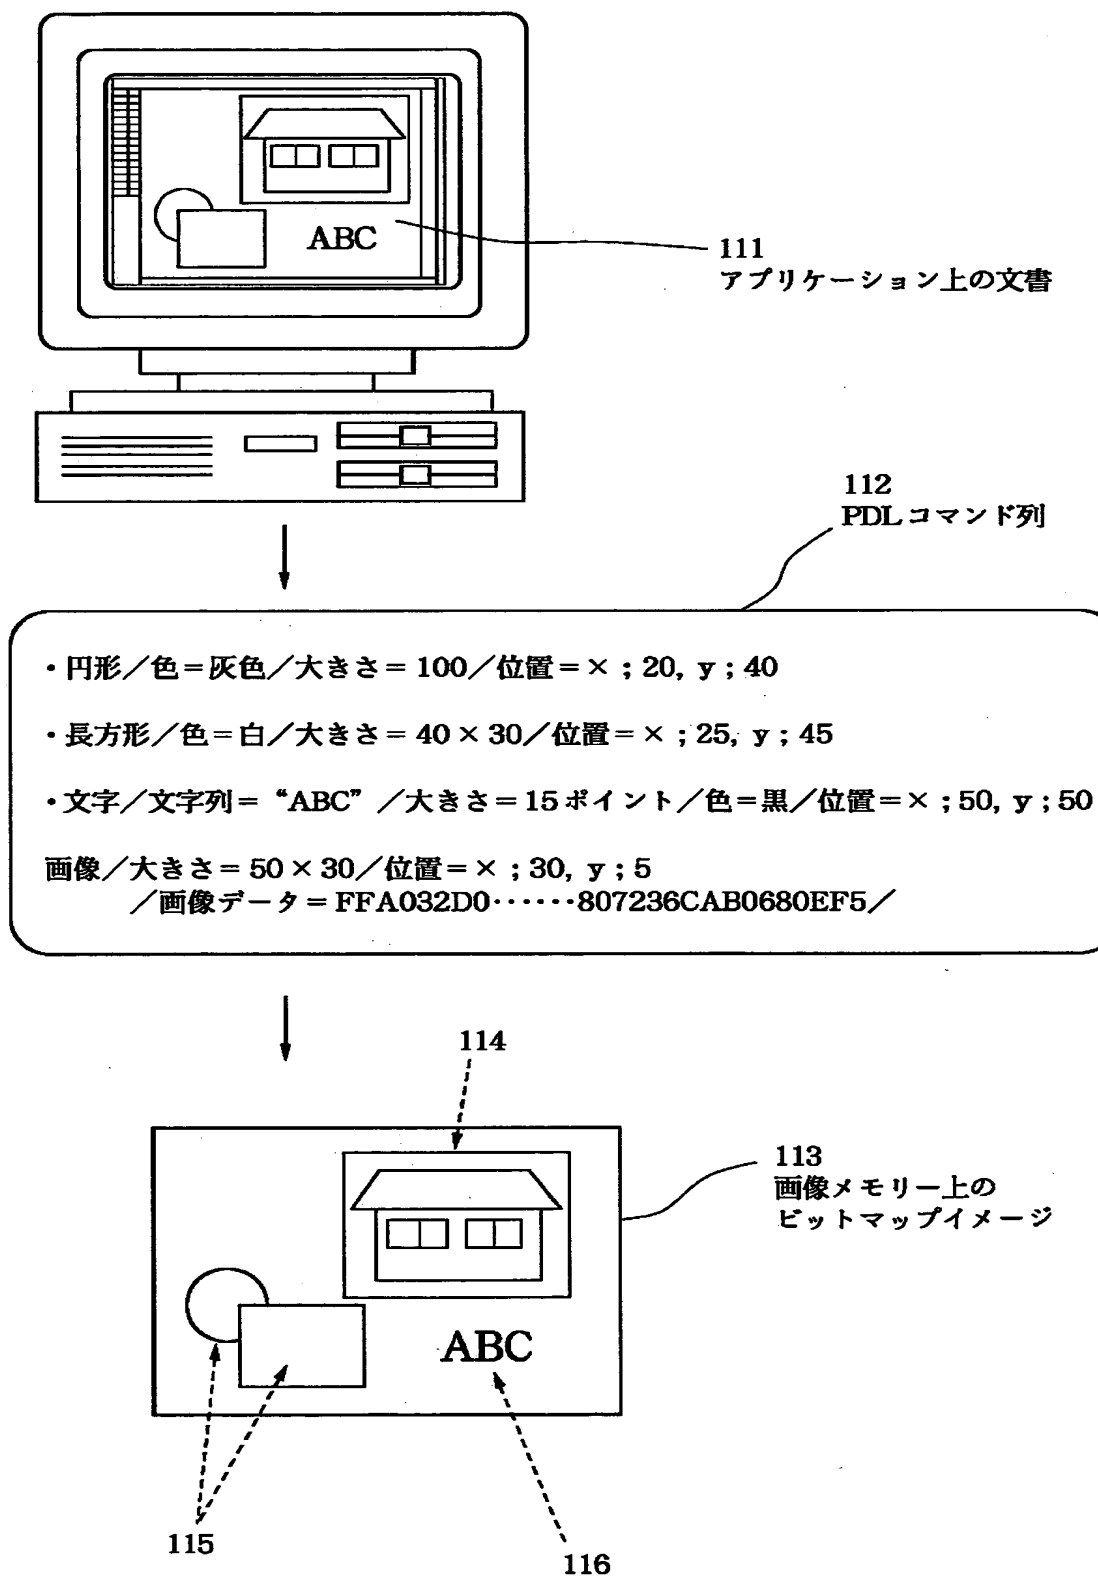 ABC
111
アプリケーション上の文書
112
PDLコマンド列
・円形／色＝灰色／大きさ＝100／位置＝×；20, y；40
・長方形／色＝白／大きさ＝40×30／位置＝×；25, y；45
・文字／文字列＝“ABC”／大きさ＝15ポイント／色＝黒／位置＝×；50, y；50
画像／大きさ＝50×30／位置＝×；30, y；5
／画像データ＝FFA032D0‥‥‥807236CAB0680EF5／
114
113
画像メモリー上の
ビットマップイメージ
ABC
115
116